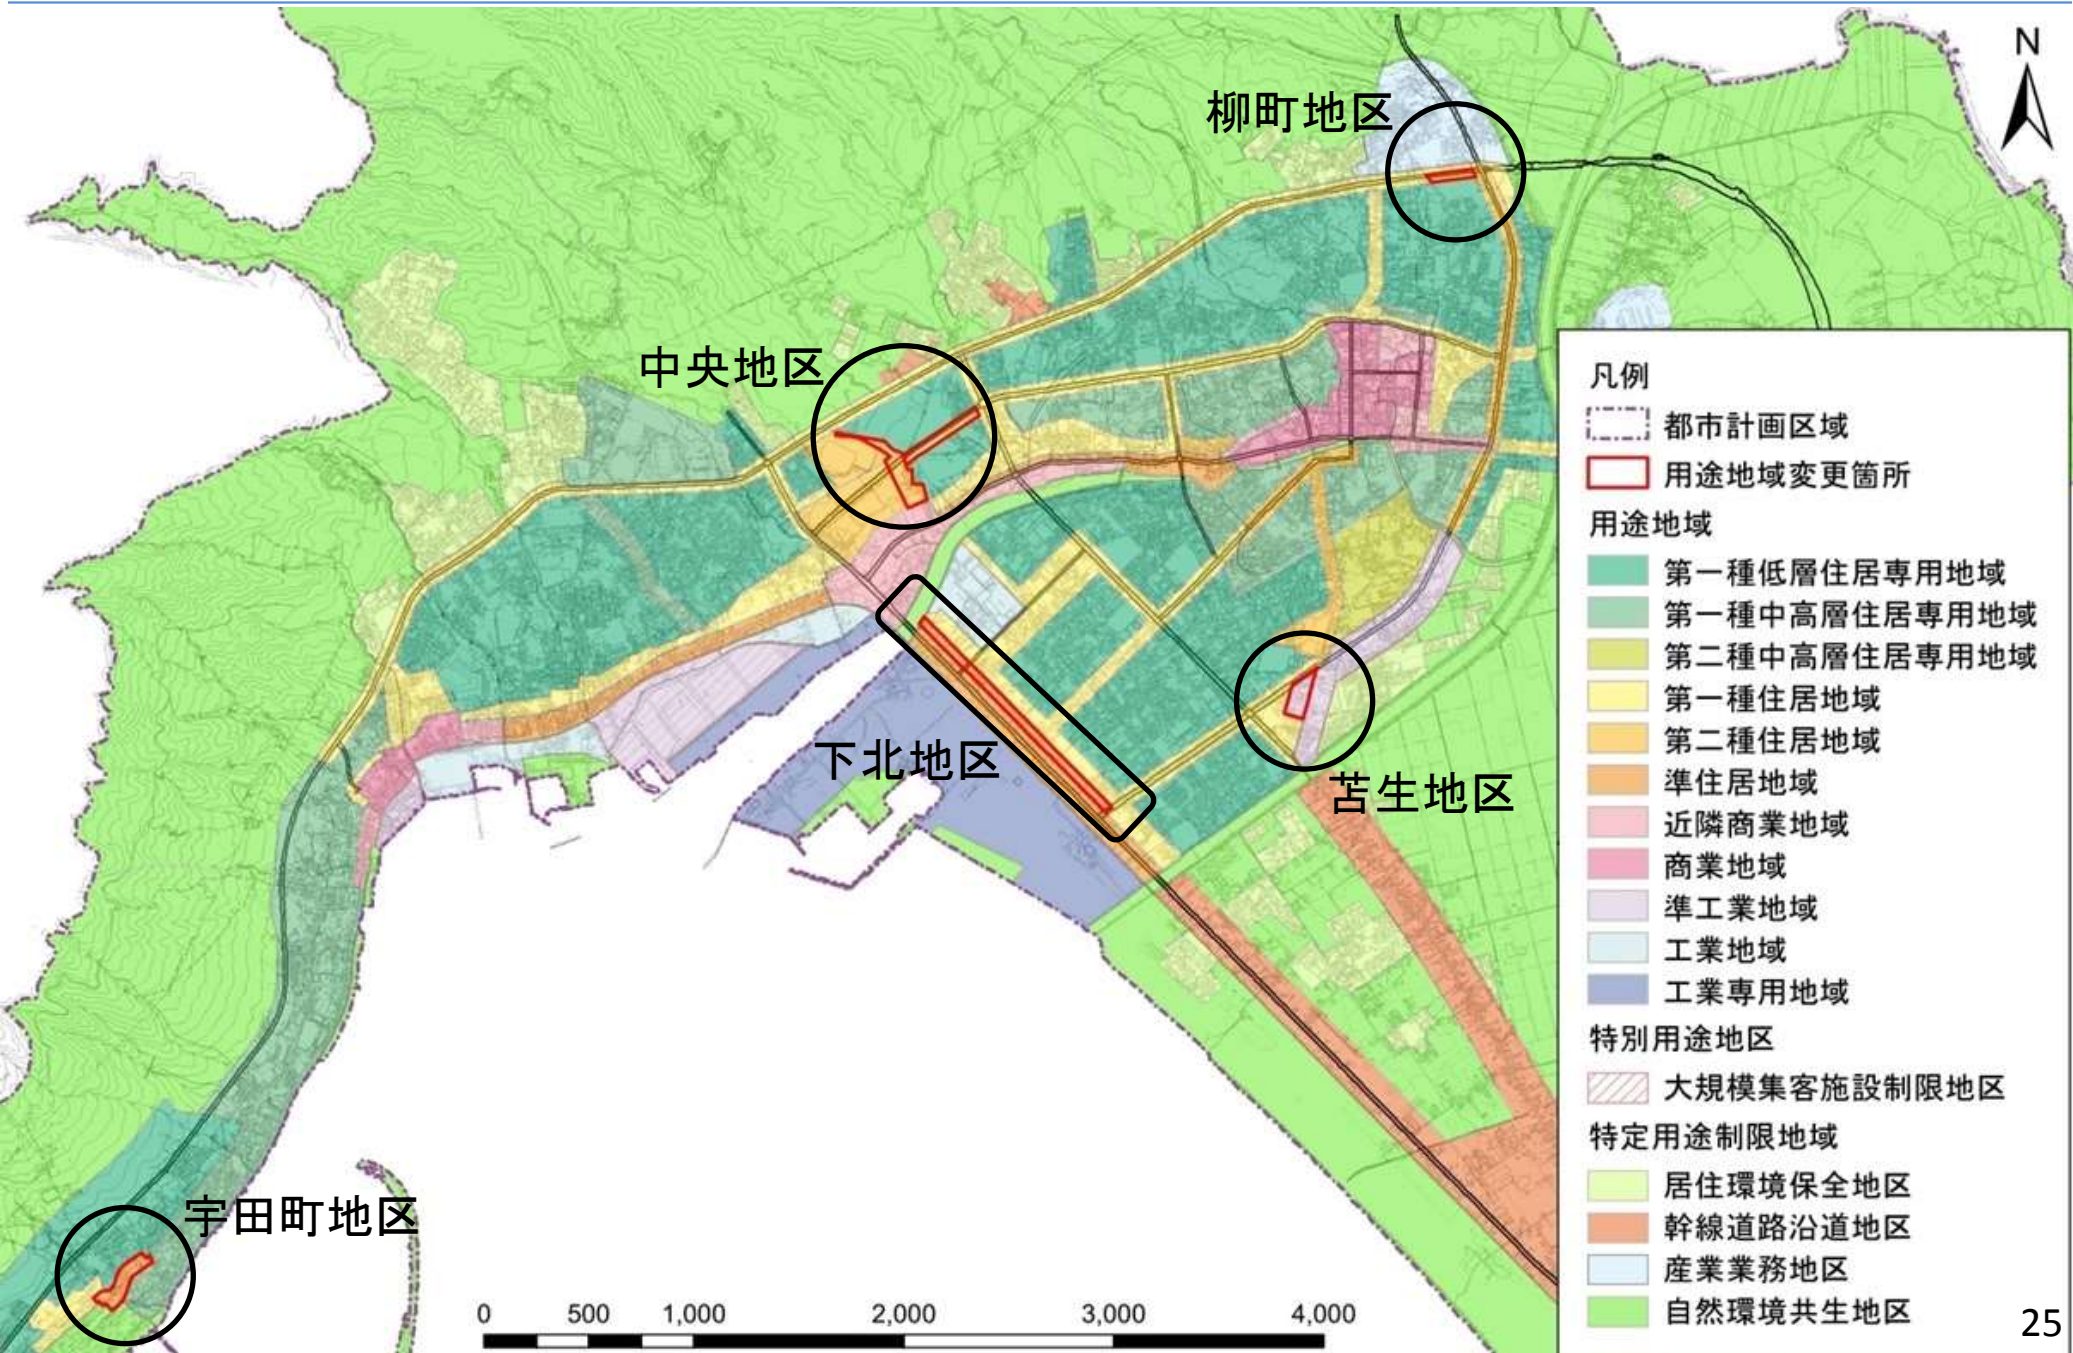 N
柳町地区
中央地区
下北地区
苫生地区
宇田町地区
凡例
都市計画区域
用途地域変更箇所
用途地域
第一種低層住居専用地域
第一種中高層住居専用地域
第二種中高層住居専用地域
第一種住居地域
第二種住居地域
準住居地域
近隣商業地域
商業地域
準工業地域
工業地域
工業専用地域
特別用途地区
大規模集客施設制限地区
特定用途制限地域
居住環境保全地区
幹線道路沿道地区
産業業務地区
自然環境共生地区
0 500 1,000 2,000 3,000 4,000
25